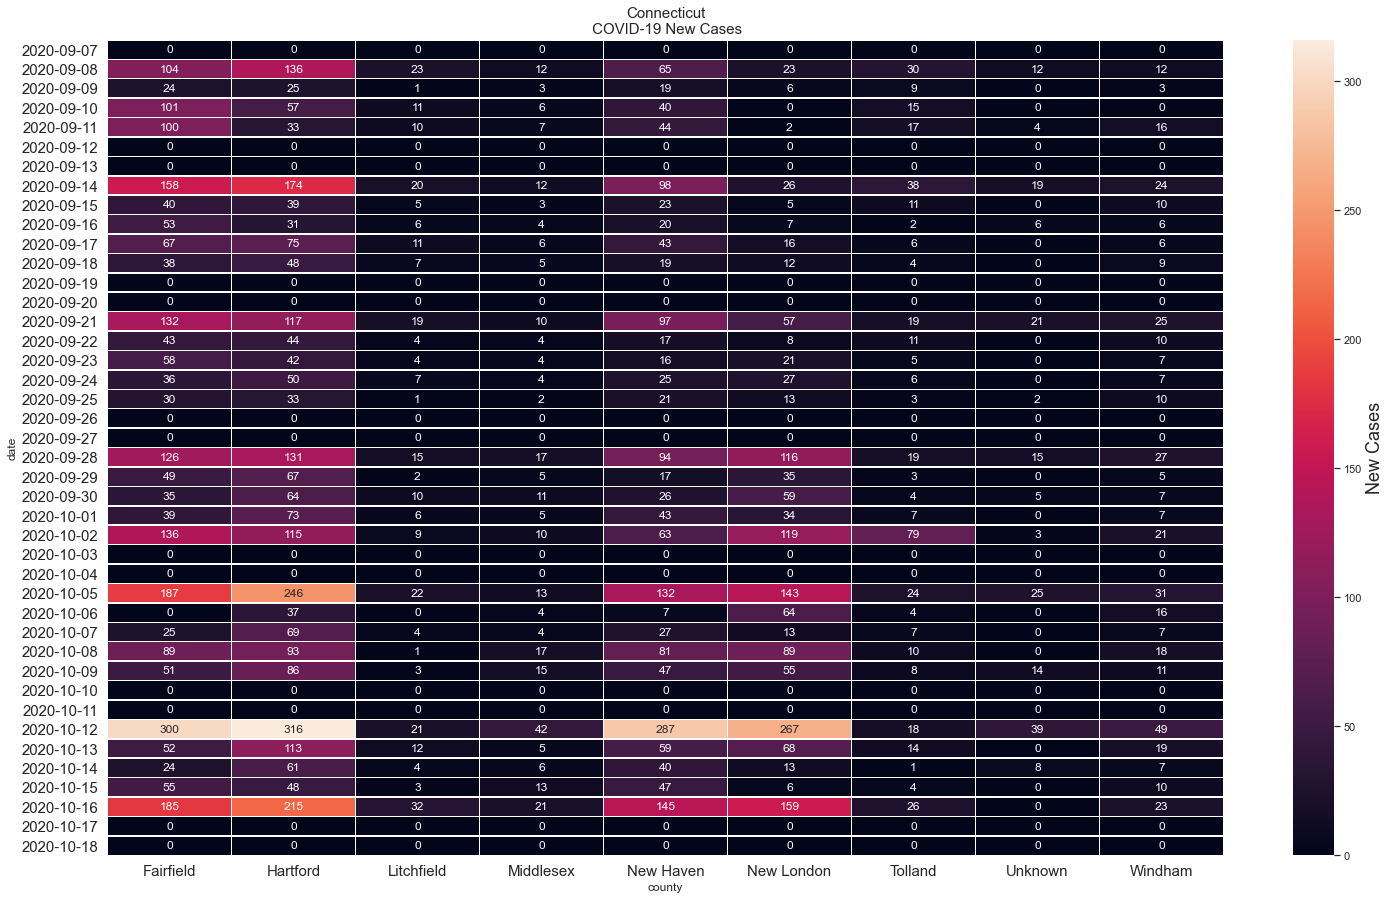 Connecticut
COVID-19 New Cases
2020-09-07 0 0 0 0 0 0 0 0 0
2020-09-08 104 136 23 12 65 23 30 12 12
2020-09-09 24 25 1 3 19 6 9 0 3
2020-09-10 101 57 11 6 40 0 15 0 0
2020-09-11 100 33 10 7 44 2 17 4 16
2020-09-12 0 0 0 0 0 0 0 0 0
2020-09-13 0 0 0 0 0 0 0 0 0
2020-09-14 158 174 20 12 98 26 38 19 24
2020-09-15 40 39 5 3 23 5 11 0 10
2020-09-16 53 31 6 4 20 7 2 6 6
2020-09-17 67 75 11 6 43 16 6 0 6
2020-09-18 38 48 7 5 19 12 4 0 9
2020-09-19 0 0 0 0 0 0 0 0 0
2020-09-20 0 0 0 0 0 0 0 0 0
2020-09-21 132 117 19 10 97 57 19 21 25
2020-09-22 43 44 4 4 17 8 11 0 10
2020-09-23 58 42 4 4 16 21 5 0 7
2020-09-24 36 50 7 4 25 27 6 0 7
2020-09-25 30 33 1 2 21 13 3 2 10
2020-09-26 0 0 0 0 0 0 0 0 0
2020-09-27 0 0 0 0 0 0 0 0 0
2020-09-28 126 131 15 17 94 116 19 15 27
2020-09-29 49 67 2 5 17 35 3 0 5
2020-09-30 35 64 10 11 26 59 4 5 7
2020-10-01 39 73 6 5 43 34 7 0 7
2020-10-02 136 115 9 10 63 119 79 3 21
2020-10-03 0 0 0 0 0 0 0 0 0
2020-10-04 0 0 0 0 0 0 0 0 0
2020-10-05 187 246 22 13 132 143 24 25 31
2020-10-06 0 37 0 4 7 64 4 0 16
2020-10-07 25 69 4 4 27 13 7 0 7
2020-10-08 89 93 1 17 81 89 10 0 18
2020-10-09 51 86 3 15 47 55 8 14 11
2020-10-10 0 0 0 0 0 0 0 0 0
2020-10-11 0 0 0 0 0 0 0 0 0
2020-10-12 300 316 21 42 287 267 18 39 49
2020-10-13 52 113 12 5 59 68 14 0 19
2020-10-14 24 61 4 6 40 13 1 8 7
2020-10-15 55 48 3 13 47 6 4 0 10
2020-10-16 185 215 32 21 145 159 26 0 23
2020-10-17 0 0 0 0 0 0 0 0 0
2020-10-18 0 0 0 0 0 0 0 0 0
Fairfield Hartford Litchfield Middlesex New Haven New London Tolland Unknown Windham
county
date
300
250
200
150
100
50
0
New Cases